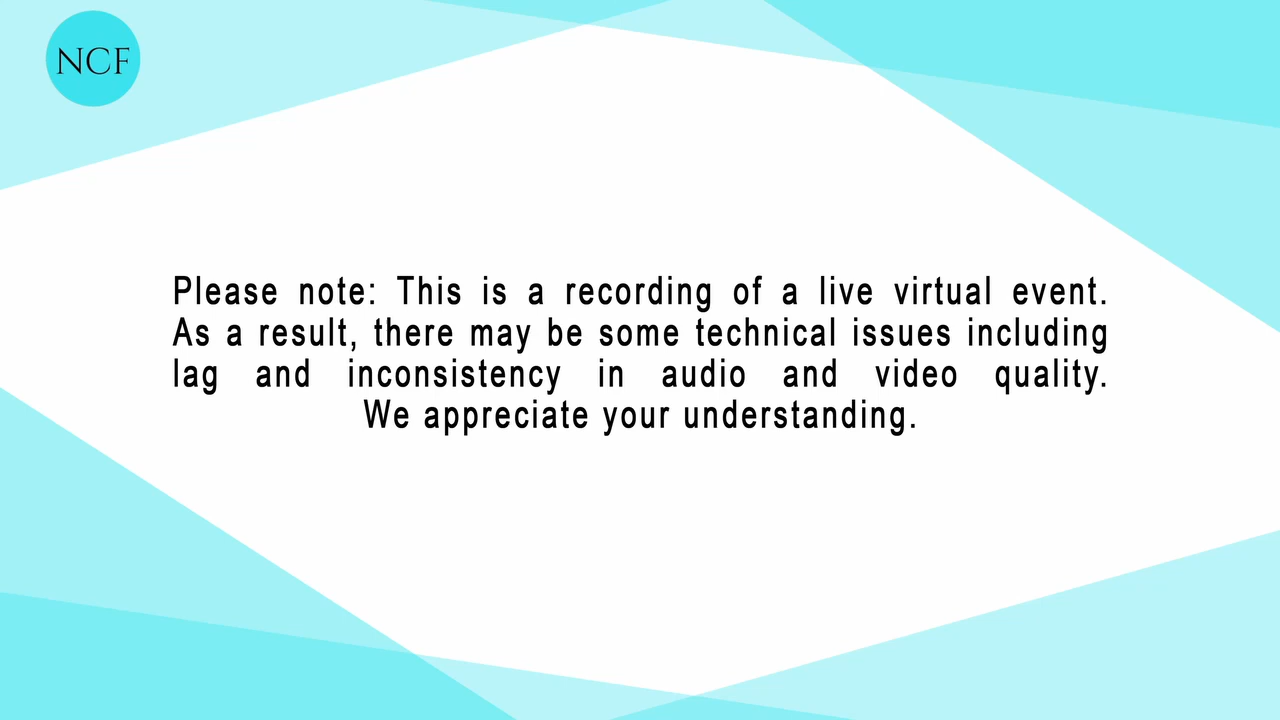 NCF
Please note: This is a recording of a live virtual event.
As a result, there may be some technical issues including
lag and inconsistency in audio and video quality.
We appreciate your understanding.